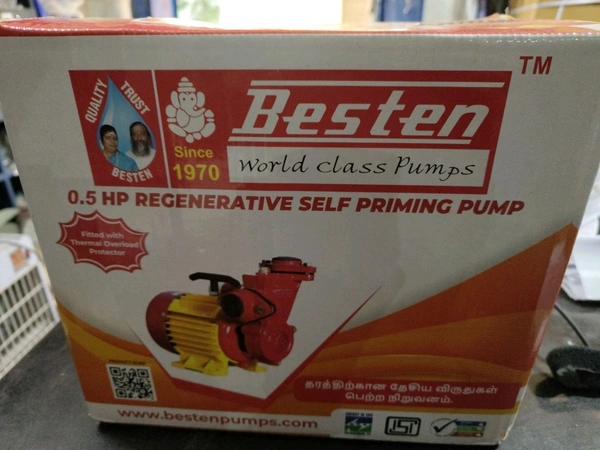 TM
QUALITY TRUST
BESTEN
Since
1970
Besten
World class Pumps
0.5 HP REGENERATIVE SELF PRIMING PUMP
Fitted with
Thermal Overload
Protector
தரத்திற்கான தேசிய விருதுகள்
பெற்ற நிறுவனம்.
www.bestenpumps.com